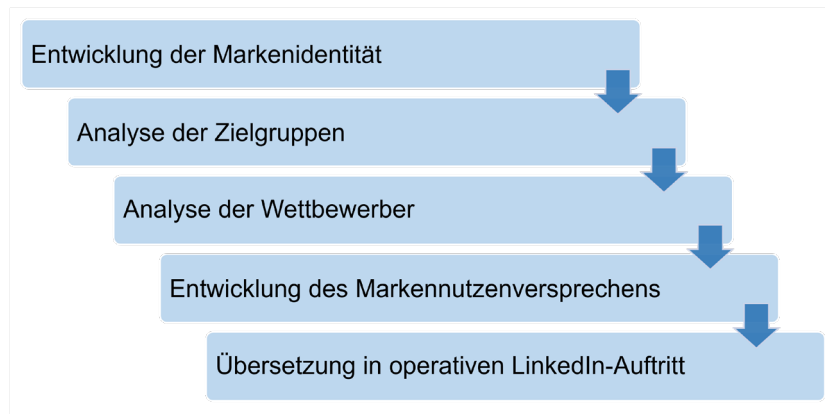 Entwicklung der Markenidentität
Analyse der Zielgruppen
Analyse der Wettbewerber
Entwicklung des Markennutzenversprechens
Übersetzung in operativen LinkedIn-Auftritt